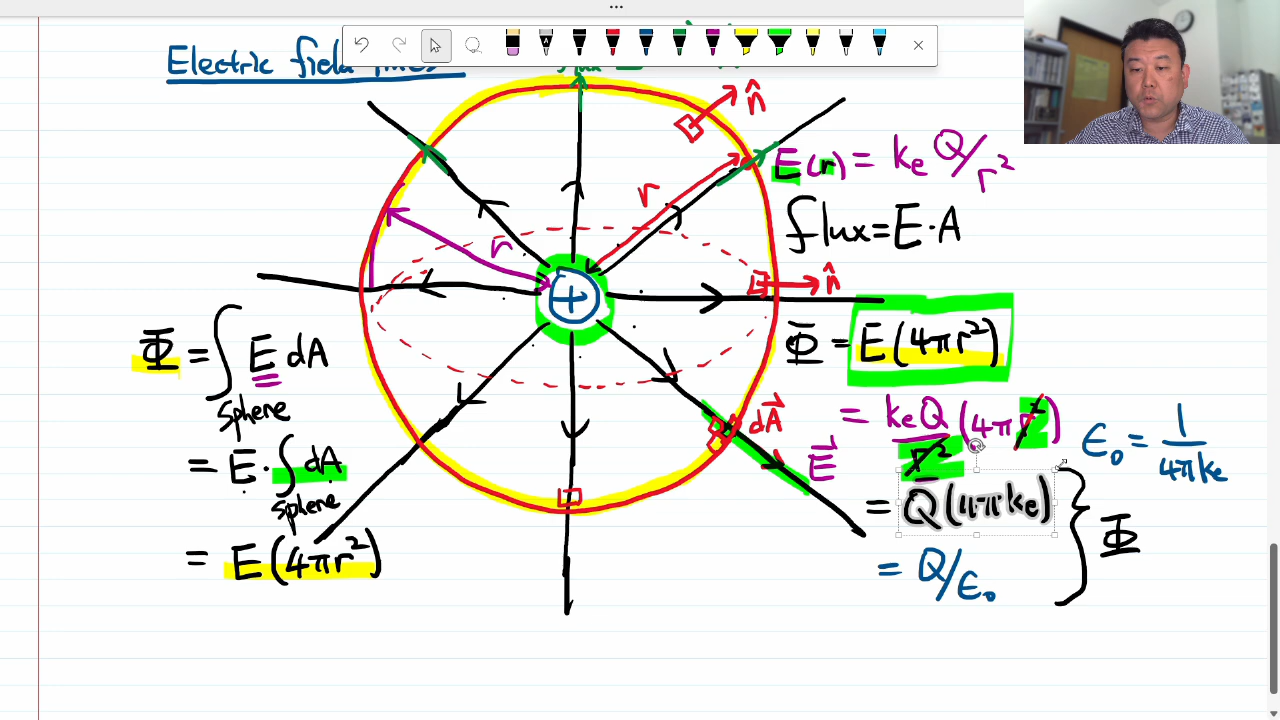 Electric field lines
n̂
E(r) = ke Q/r²
r
flux = E·A
r
n̂
+
Φ = ∫ E dA
sphere
Φ = E(4πr²)
dA⃗
= keQ/r² (4πr²)
E⃗
ε₀ = 1/4πke
= E·∫ dA
sphere
= Q(4πke)
Φ
= E(4πr²)
= Q/ε₀